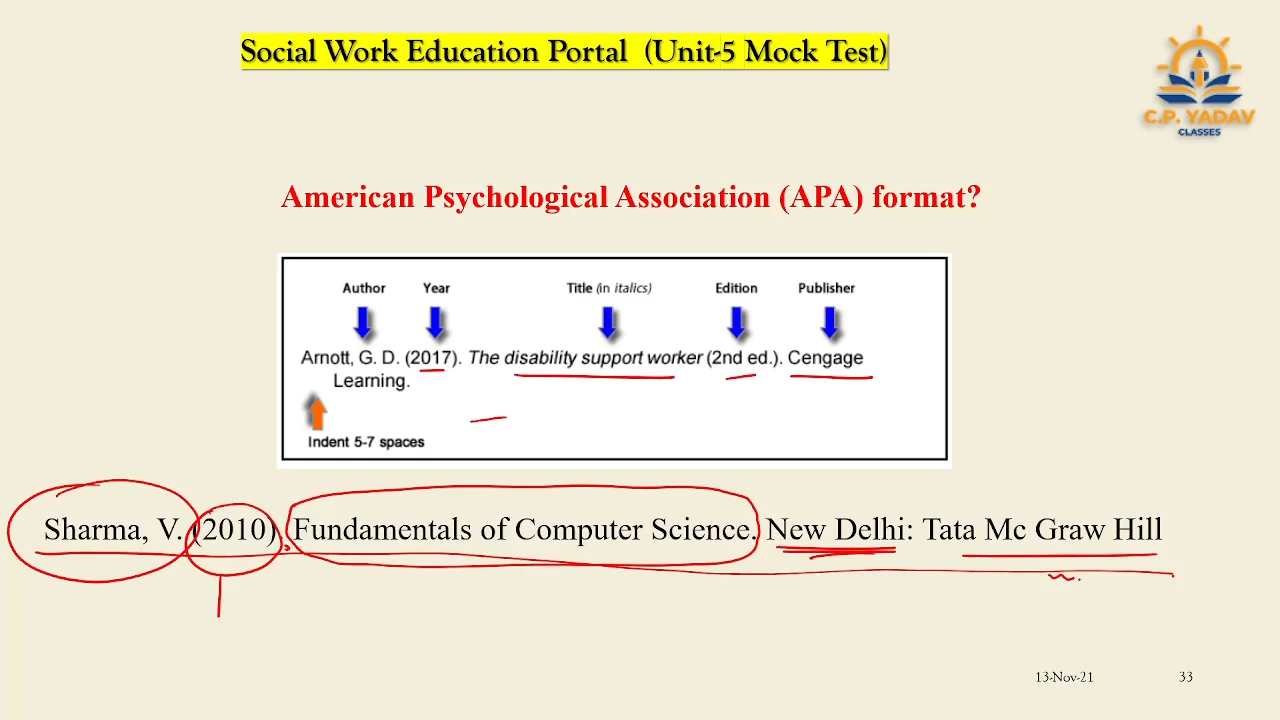 Social Work Education Portal (Unit-5 Mock Test)
C.P. YADAV
CLASSES
American Psychological Association (APA) format?
Author Year Title (in italics) Edition Publisher
Arnott, G. D. (2017). The disability support worker (2nd ed.). Cengage
Learning.
Indent 5-7 spaces
Sharma, V. (2010). Fundamentals of Computer Science. New Delhi: Tata Mc Graw Hill
13-Nov-21 33